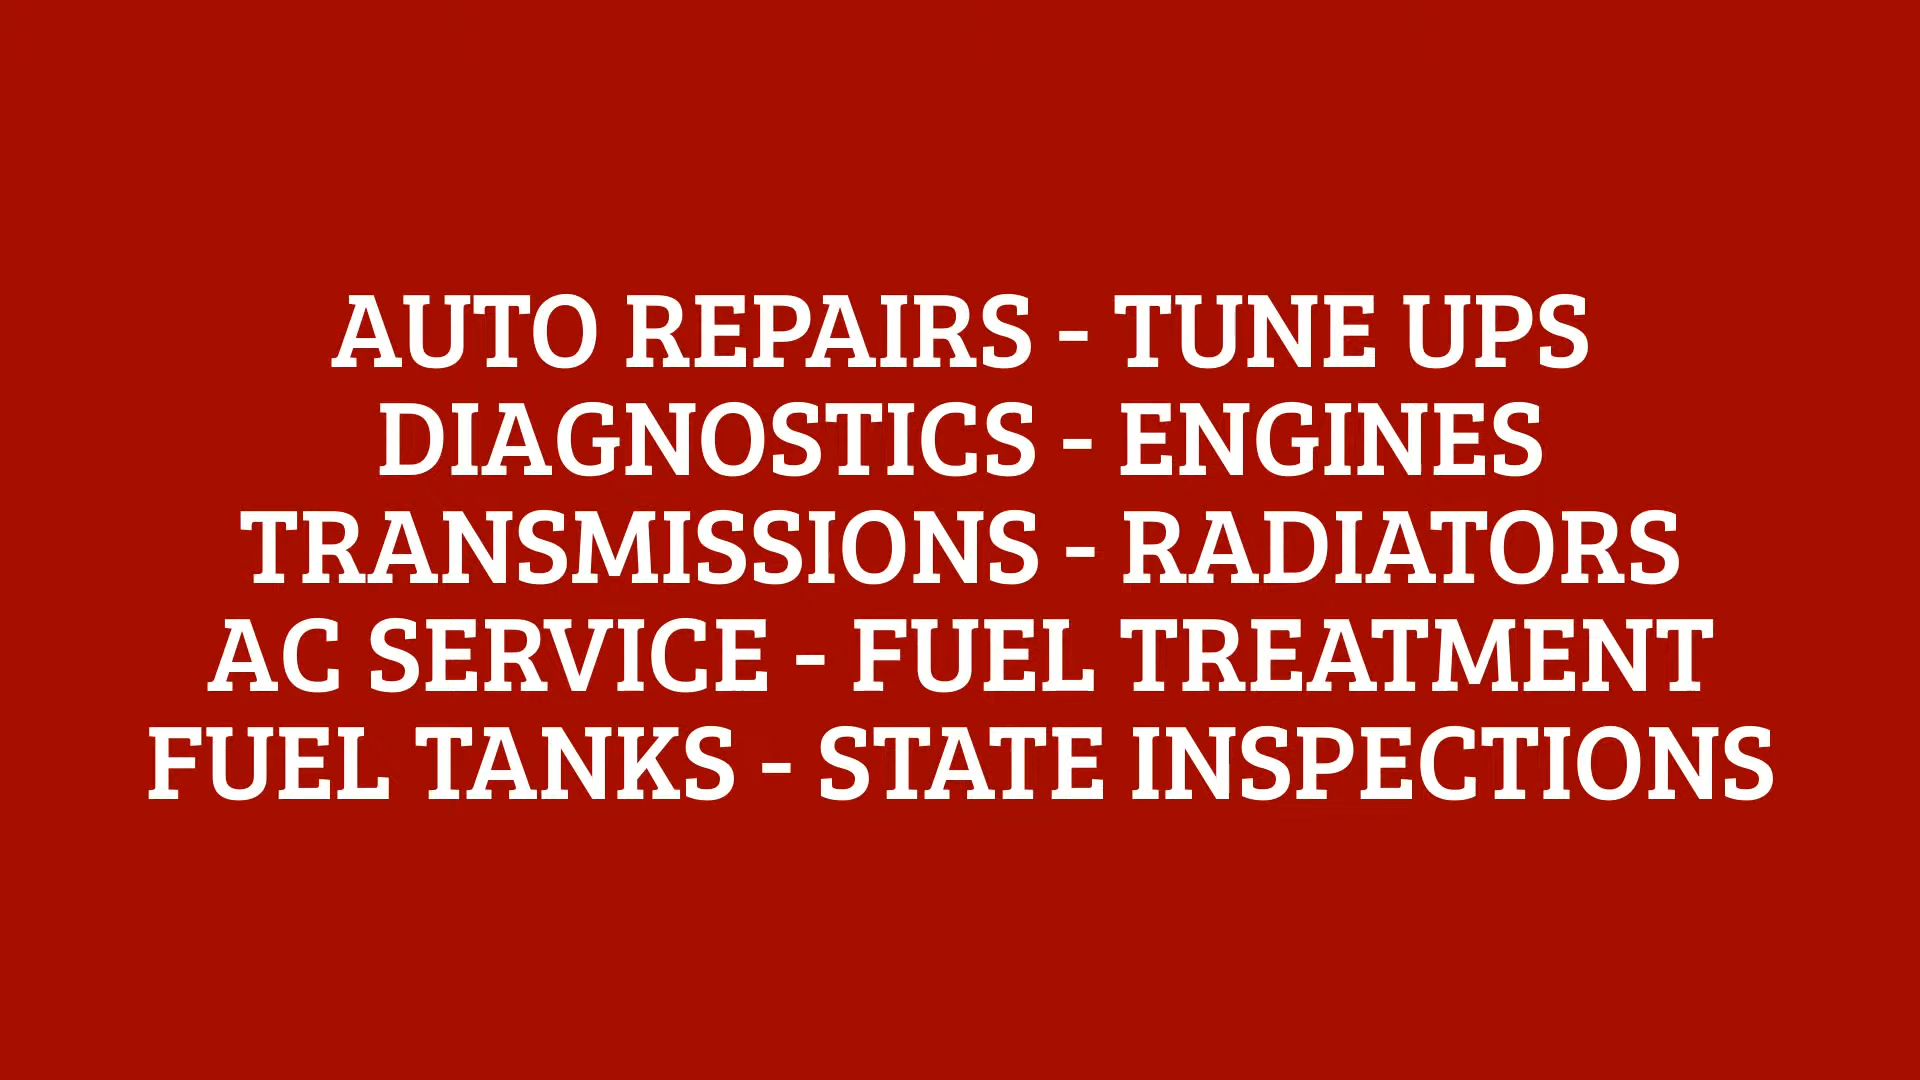 AUTO REPAIRS - TUNE UPS
DIAGNOSTICS - ENGINES
TRANSMISSIONS - RADIATORS
AC SERVICE - FUEL TREATMENT
FUEL TANKS - STATE INSPECTIONS